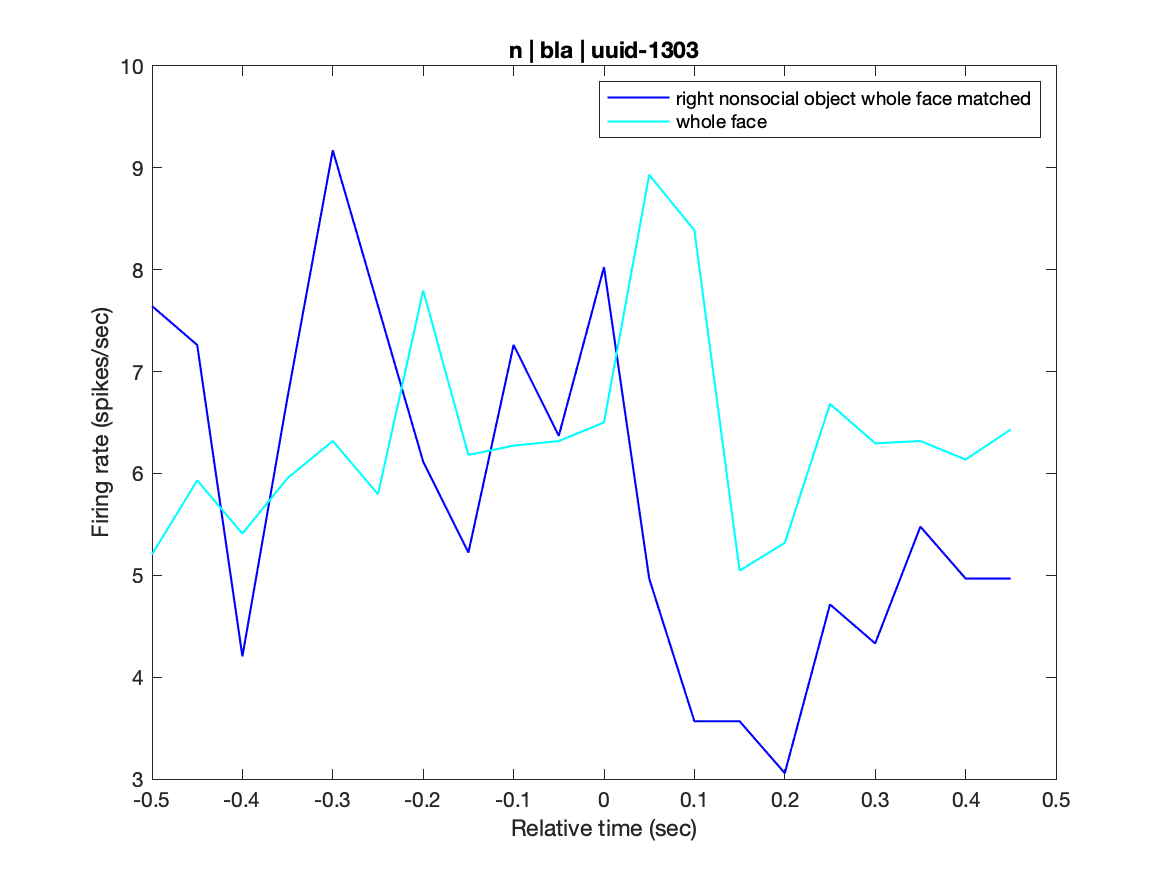 n | bla | uuid-1303
right nonsocial object whole face matched
whole face
Firing rate (spikes/sec)
10
9
8
7
6
5
4
3
-0.5 -0.4 -0.3 -0.2 -0.1 0 0.1 0.2 0.3 0.4 0.5
Relative time (sec)